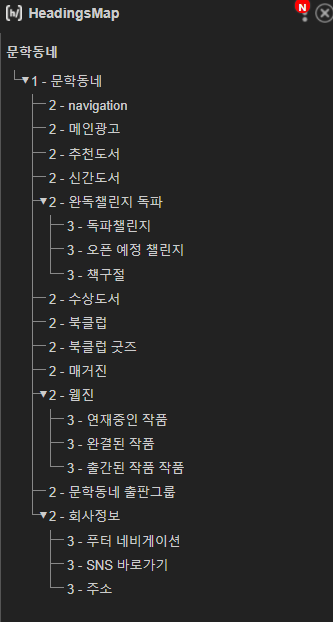 HeadingsMap
N
문학동네
1 - 문학동네
2 - navigation
2 - 메인광고
2 - 추천도서
2 - 신간도서
2 - 완독챌린지 독파
3 - 독파챌린지
3 - 오픈 예정 챌린지
3 - 책구절
2 - 수상도서
2 - 북클럽
2 - 북클럽 굿즈
2 - 매거진
2 - 웹진
3 - 연재중인 작품
3 - 완결된 작품
3 - 출간된 작품 작품
2 - 문학동네 출판그룹
2 - 회사정보
3 - 푸터 네비게이션
3 - SNS 바로가기
3 - 주소